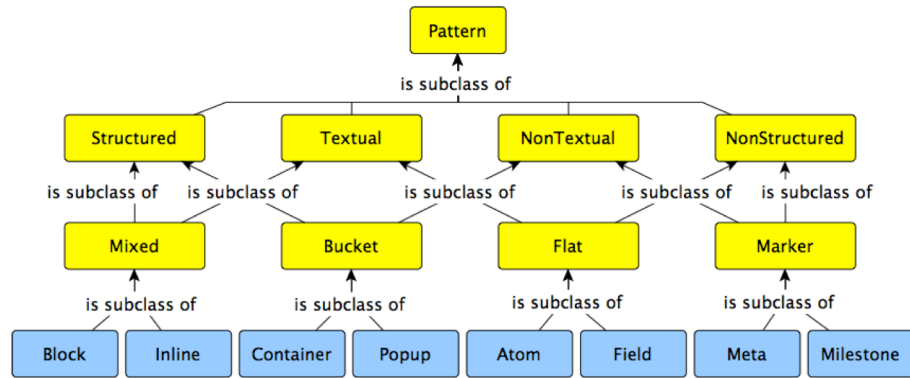 Pattern
is subclass of
Structured
Textual
NonTextual
NonStructured
is subclass of
is subclass of
is subclass of
is subclass of
is subclass of
Mixed
Bucket
Flat
Marker
is subclass of
is subclass of
is subclass of
is subclass of
Block
Inline
Container
Popup
Atom
Field
Meta
Milestone